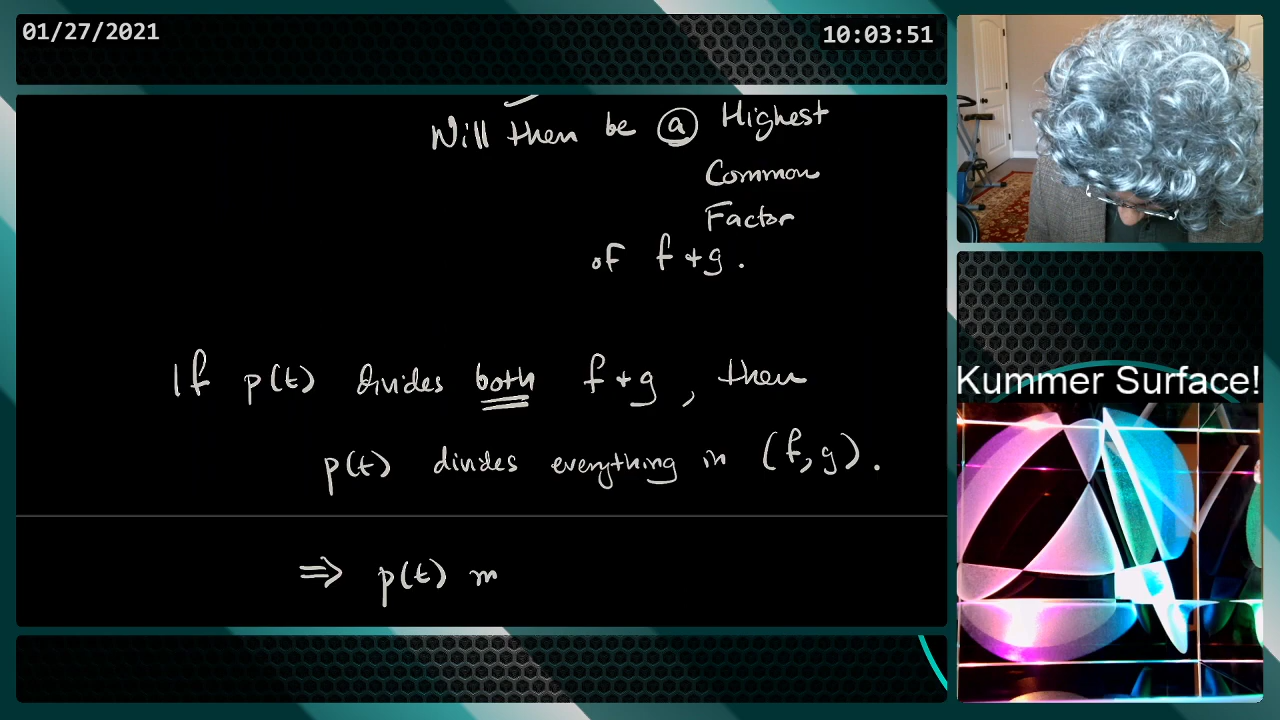 01/27/2021
10:03:51
Will then be a Highest
Common
Factor
of f + g.
If p(t) divides both f + g, then
p(t) divides everything in (f, g).
⇒ p(t) m
Kummer Surface!